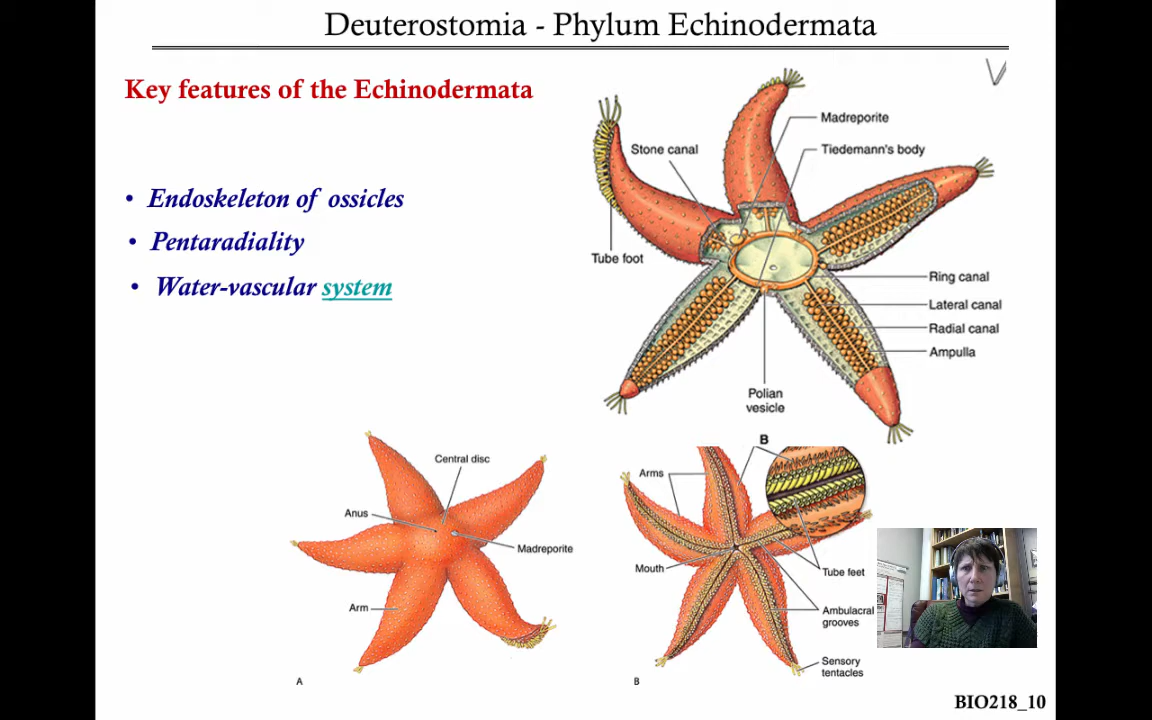 Deuterostomia - Phylum Echinodermata
Key features of the Echinodermata
• Endoskeleton of ossicles
• Pentaradiality
• Water-vascular system
Madreporite
Stone canal
Tiedemann's body
Tube foot
Ring canal
Lateral canal
Radial canal
Ampulla
Polian
vesicle
B
Central disc
Anus
Madreporite
Arm
A
Arms
Mouth
Tube feet
Ambulacral
grooves
Sensory
tentacles
B
BIO218_10